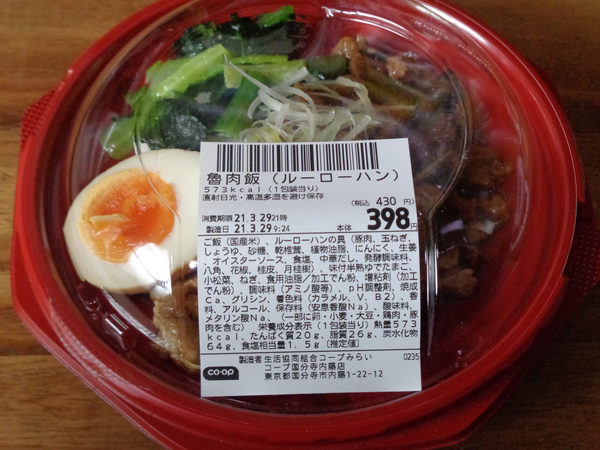 魯肉飯（ルーローハン）
573kcal（1包装当り）
直射日光・高温多湿を避け保存
(税込) 430 円
消費期限 21.3.29 21時
製造日 21.3.29 9:24
本体 398円
ご飯（国産米）、ルーローハンの具（豚肉、玉ねぎ、
しょうゆ、砂糖、乾椎茸、植物油脂、にんにく、生姜
、オイスターソース、食塩、中華だし、発酵調味料、
八角、花椒、桂皮、月桂樹）、味付半熟ゆでたまご、
小松菜、ねぎ、食用油脂／加工でん粉、増粘剤（加工
でん粉）、調味料（アミノ酸等）、pH調整剤、焼成
Ca、グリシン、着色料（カラメル、V．B2）、香
料、アルコール、保存料（安息香酸Na）、酸味料、
メタリン酸Na、（一部に卵・小麦・大豆・鶏肉・豚
肉を含む） 栄養成分表示（1包装当り）熱量573
kcal、たんぱく質20g、脂質26g、炭水化物
64g、食塩相当量1.5g［推定値］
製造者 生活協同組合コープみらい 0235
コープ国分寺内藤店
東京都国分寺市内藤1-22-12
co・op